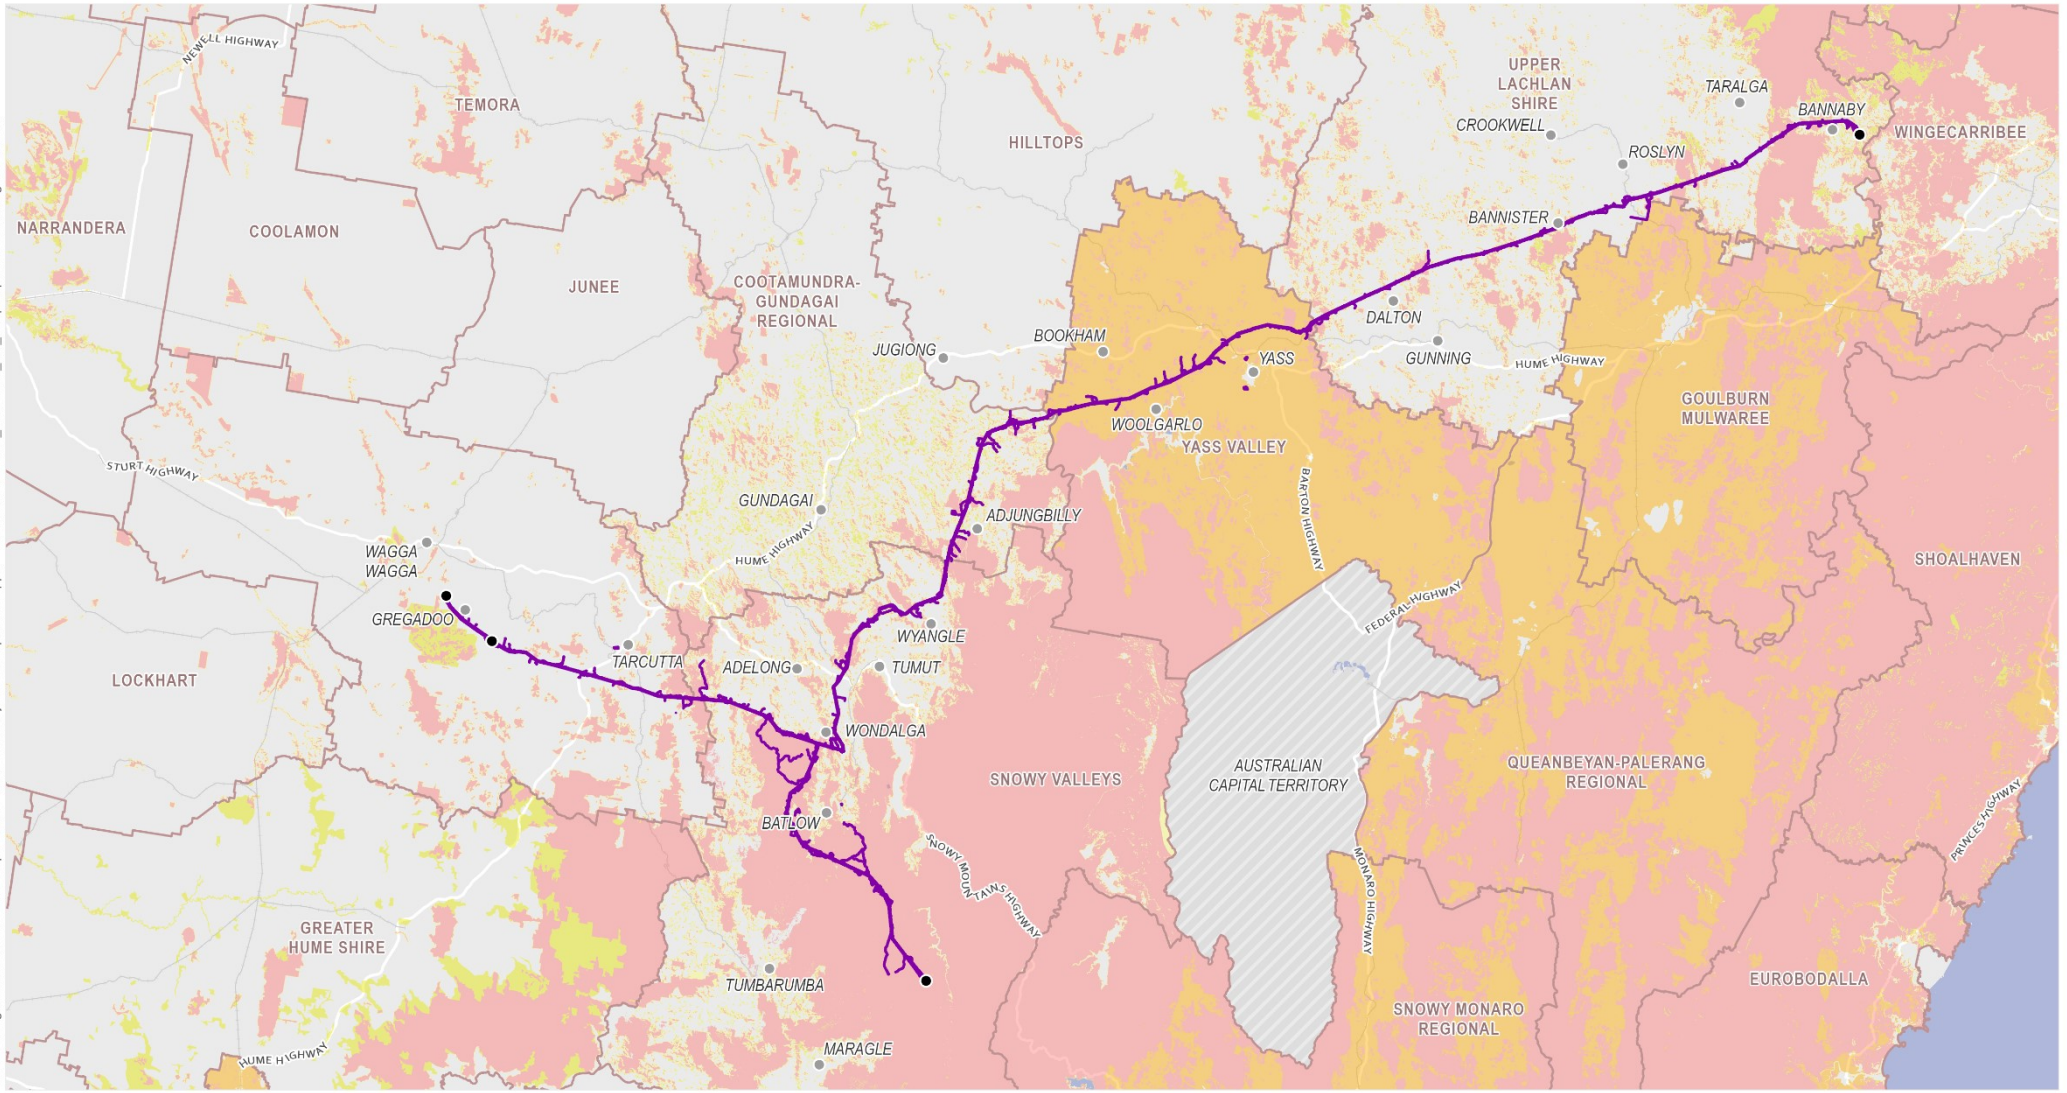 NEWELL HIGHWAY
TEMORA
NARRANDERA
COOLAMON
JUNEE
COOTAMUNDRA-
GUNDAGAI
REGIONAL
HILLTOPS
UPPER
LACHLAN
SHIRE
TARALGA
BANNABY
WINGECARRIBEE
CROOKWELL
ROSLYN
BANNISTER
DALTON
GUNNING
HUME HIGHWAY
JUGIONG
BOOKHAM
YASS
WOOLGARLO
YASS VALLEY
GOULBURN
MULWAREE
STURT HIGHWAY
GUNDAGAI
HUME HIGHWAY
ADJUNGBILLY
BARTON HIGHWAY
SHOALHAVEN
WAGGA
WAGGA
GREGADOO
TARCUTTA
LOCKHART
ADELONG
TUMUT
WYANGLE
FEDERAL HIGHWAY
WONDALGA
SNOWY VALLEYS
AUSTRALIAN
CAPITAL TERRITORY
QUEANBEYAN-PALERANG
REGIONAL
BATLOW
SNOWY MOUNTAINS HIGHWAY
MONARO HIGHWAY
PRINCES HIGHWAY
GREATER
HUME SHIRE
TUMBARUMBA
EUROBODALLA
SNOWY MONARO
REGIONAL
HUME HIGHWAY
MARAGLE